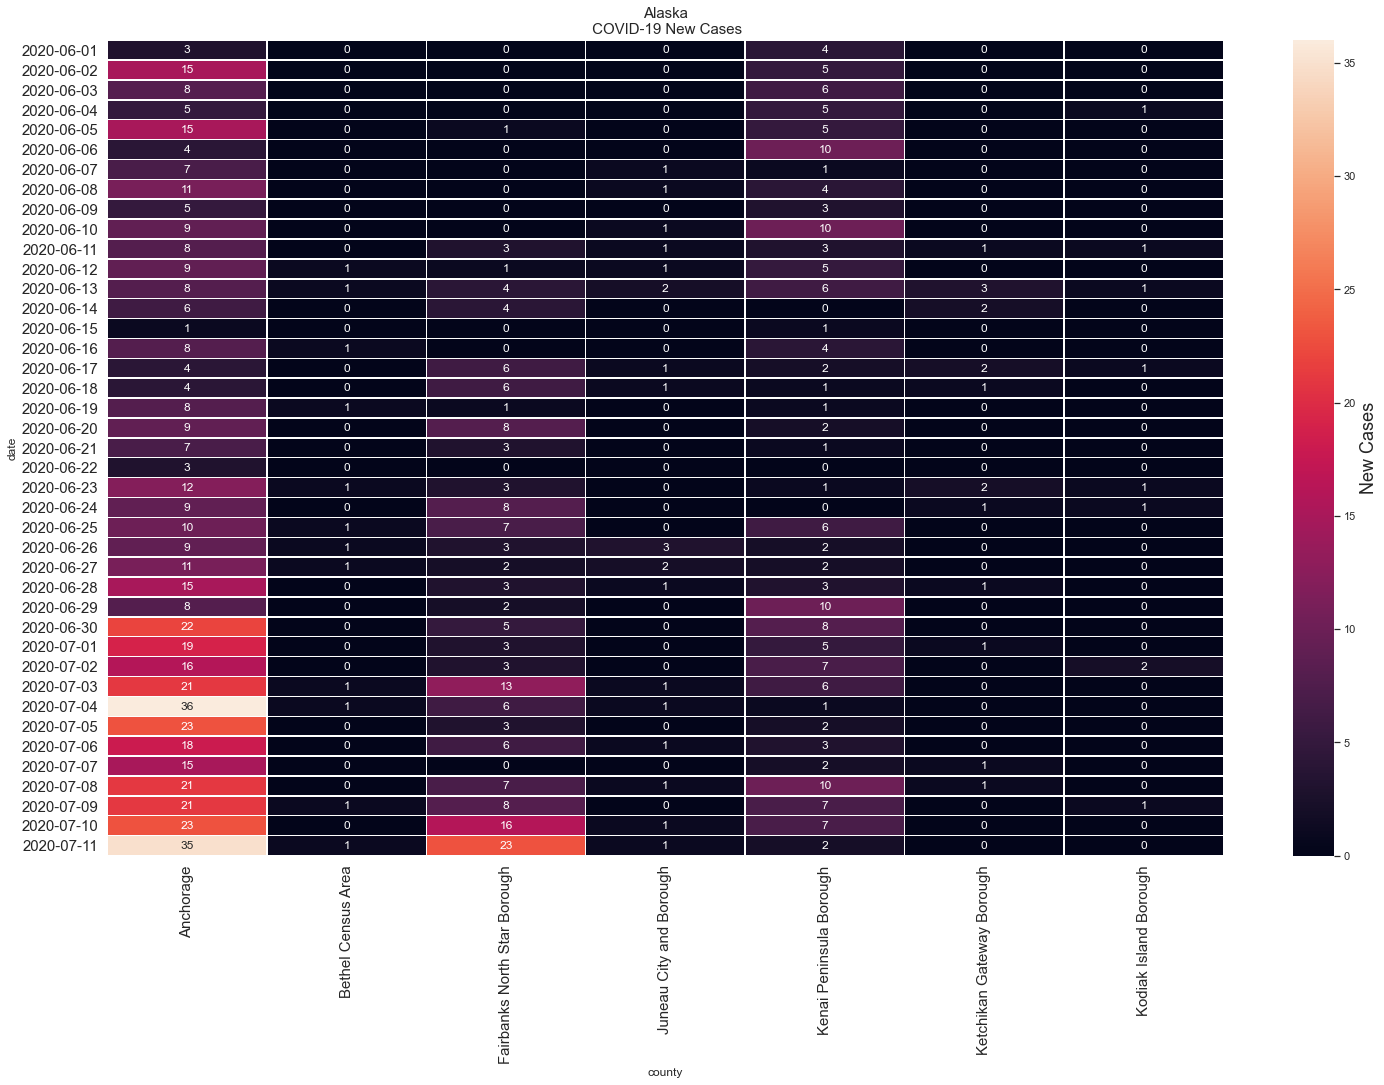 Alaska
COVID-19 New Cases
2020-06-01 3 0 0 0 4 0 0
2020-06-02 15 0 0 0 5 0 0
2020-06-03 8 0 0 0 6 0 0
2020-06-04 5 0 0 0 5 0 1
2020-06-05 15 0 1 0 5 0 0
2020-06-06 4 0 0 0 10 0 0
2020-06-07 7 0 0 1 1 0 0
2020-06-08 11 0 0 1 4 0 0
2020-06-09 5 0 0 0 3 0 0
2020-06-10 9 0 0 1 10 0 0
2020-06-11 8 0 3 1 3 1 1
2020-06-12 9 1 1 1 5 0 0
2020-06-13 8 1 4 2 6 3 1
2020-06-14 6 0 4 0 0 2 0
2020-06-15 1 0 0 0 1 0 0
2020-06-16 8 1 0 0 4 0 0
2020-06-17 4 0 6 1 2 2 1
2020-06-18 4 0 6 1 1 1 0
2020-06-19 8 1 1 0 1 0 0
2020-06-20 9 0 8 0 2 0 0
2020-06-21 7 0 3 0 1 0 0
2020-06-22 3 0 0 0 0 0 0
2020-06-23 12 1 3 0 1 2 1
2020-06-24 9 0 8 0 0 1 1
2020-06-25 10 1 7 0 6 0 0
2020-06-26 9 1 3 3 2 0 0
2020-06-27 11 1 2 2 2 0 0
2020-06-28 15 0 3 1 3 1 0
2020-06-29 8 0 2 0 10 0 0
2020-06-30 22 0 5 0 8 0 0
2020-07-01 19 0 3 0 5 1 0
2020-07-02 16 0 3 0 7 0 2
2020-07-03 21 1 13 1 6 0 0
2020-07-04 36 1 6 1 1 0 0
2020-07-05 23 0 3 0 2 0 0
2020-07-06 18 0 6 1 3 0 0
2020-07-07 15 0 0 0 2 1 0
2020-07-08 21 0 7 1 10 1 0
2020-07-09 21 1 8 0 7 0 1
2020-07-10 23 0 16 1 7 0 0
2020-07-11 35 1 23 1 2 0 0
date
Anchorage
Bethel Census Area
Fairbanks North Star Borough
Juneau City and Borough
Kenai Peninsula Borough
Ketchikan Gateway Borough
Kodiak Island Borough
county
35
30
25
20
15
10
5
0
New Cases